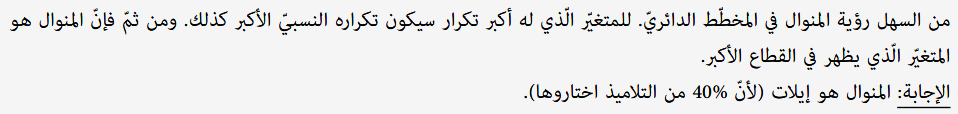 من السهل رؤية المنوال في المخطّط الدائريّ. للمتغيّر الّذي له أكبر تكرار سيكون تكراره النسبيّ الأكبر كذلك. ومن ثمّ فإنّ المنوال هو
المتغيّر الّذي يظهر في القطاع الأكبر.
الإجابة: المنوال هو إيلات (لأنّ 40% من التلاميذ اختاروها).